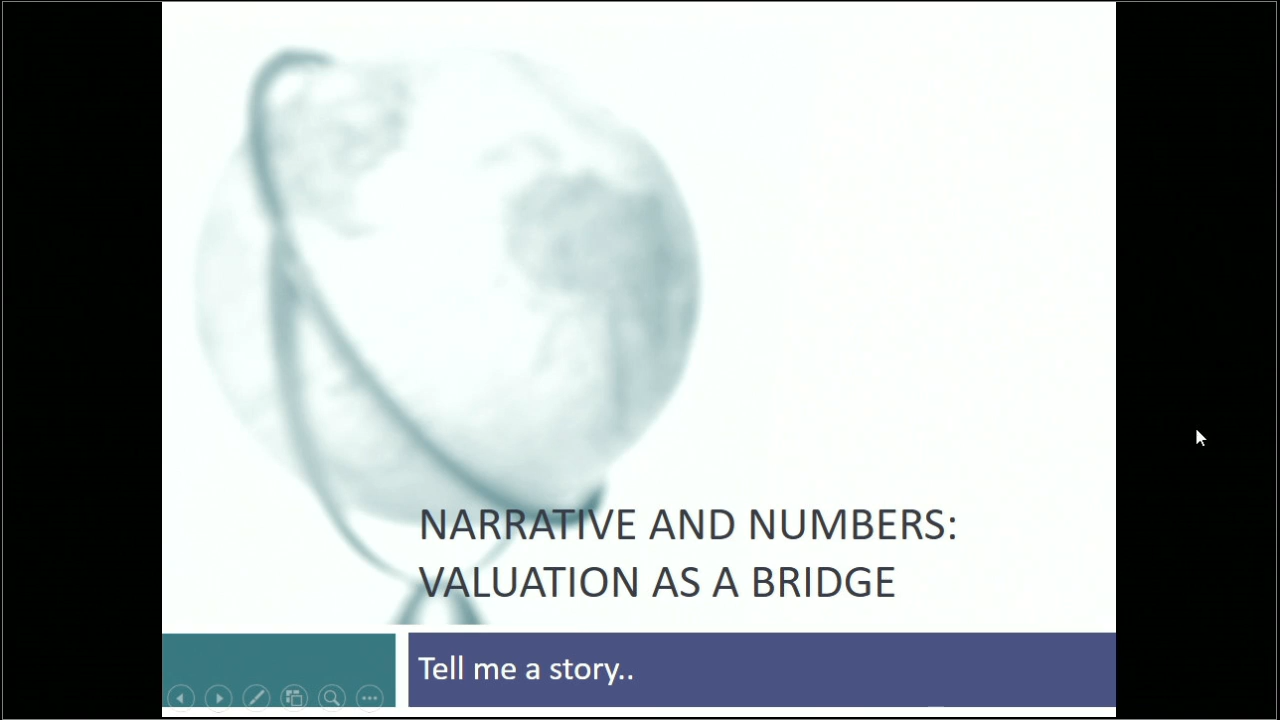 NARRATIVE AND NUMBERS:
VALUATION AS A BRIDGE
Tell me a story..